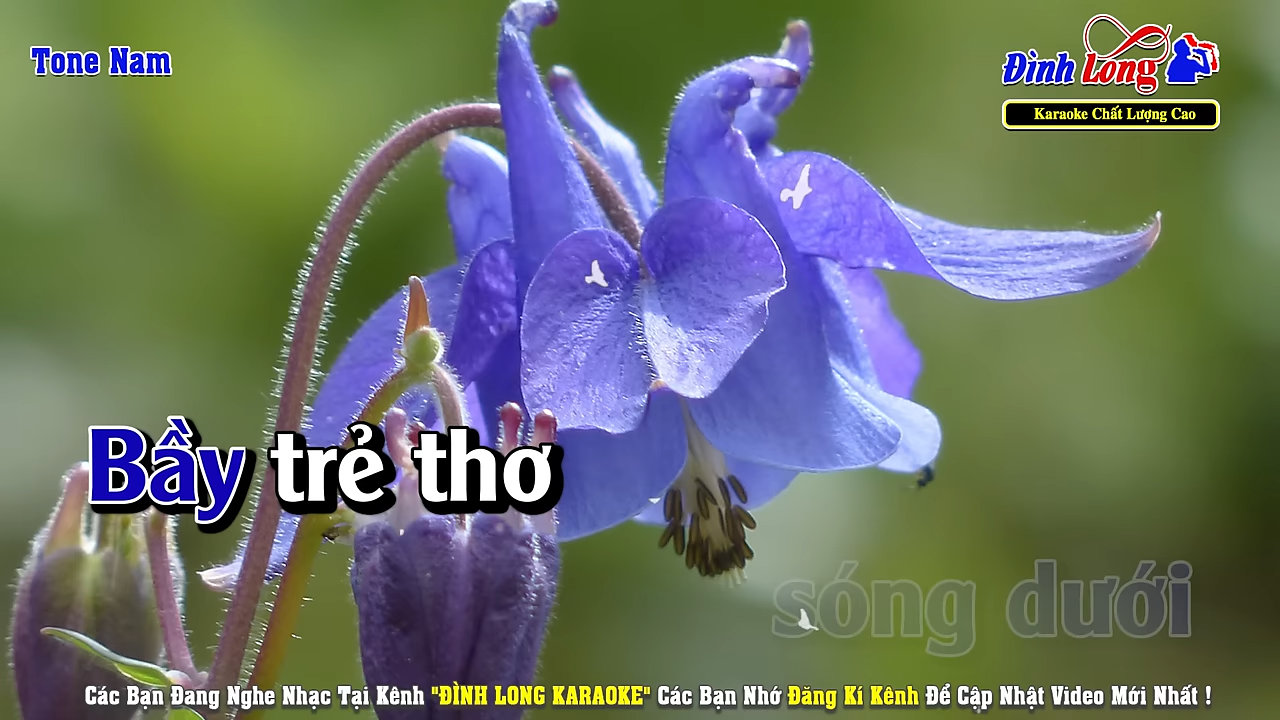 Tone Nam
Đình Long
Karaoke Chất Lượng Cao
Bầy trẻ thơ
sóng dưới
Các Bạn Đang Nghe Nhạc Tại Kênh "ĐÌNH LONG KARAOKE" Các Bạn Nhớ Đăng Kí Kênh Để Cập Nhật Video Mới Nhất !